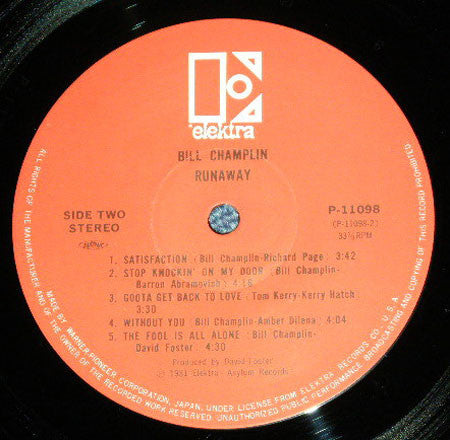 elektra
BILL CHAMPLIN
RUNAWAY
SIDE TWO
STEREO
P-11098
(P-11098-2)
33⅓RPM
1. SATISFACTION (Bill Champlin-Richard Page) 3:42
2. STOP KNOCKIN' ON MY DOOR (Bill Champlin-
Barron Abramovitch) 4:16
3. GOOTA GET BACK TO LOVE (Tom Kerry-Kerry Hatch)
3:30
4. WITHOUT YOU (Bill Champlin-Amber Dilena) 4:04
5. THE FOOL IS ALL ALONE (Bill Champlin-
David Foster) 4:30
Produced by David Foster
℗ 1981 Elektra - Asylum Records
ALL RIGHTS OF THE MANUFACTURER AND OF THE OWNER OF THE RECORDED WORK RESERVED. UNAUTHORIZED PUBLIC PERFORMANCE, BROADCASTING AND COPYING OF THIS RECORD PROHIBITED.
MADE BY WARNER-PIONEER CORPORATION, JAPAN, UNDER LICENSE FROM ELEKTRA RECORDS CO., U.S.A.